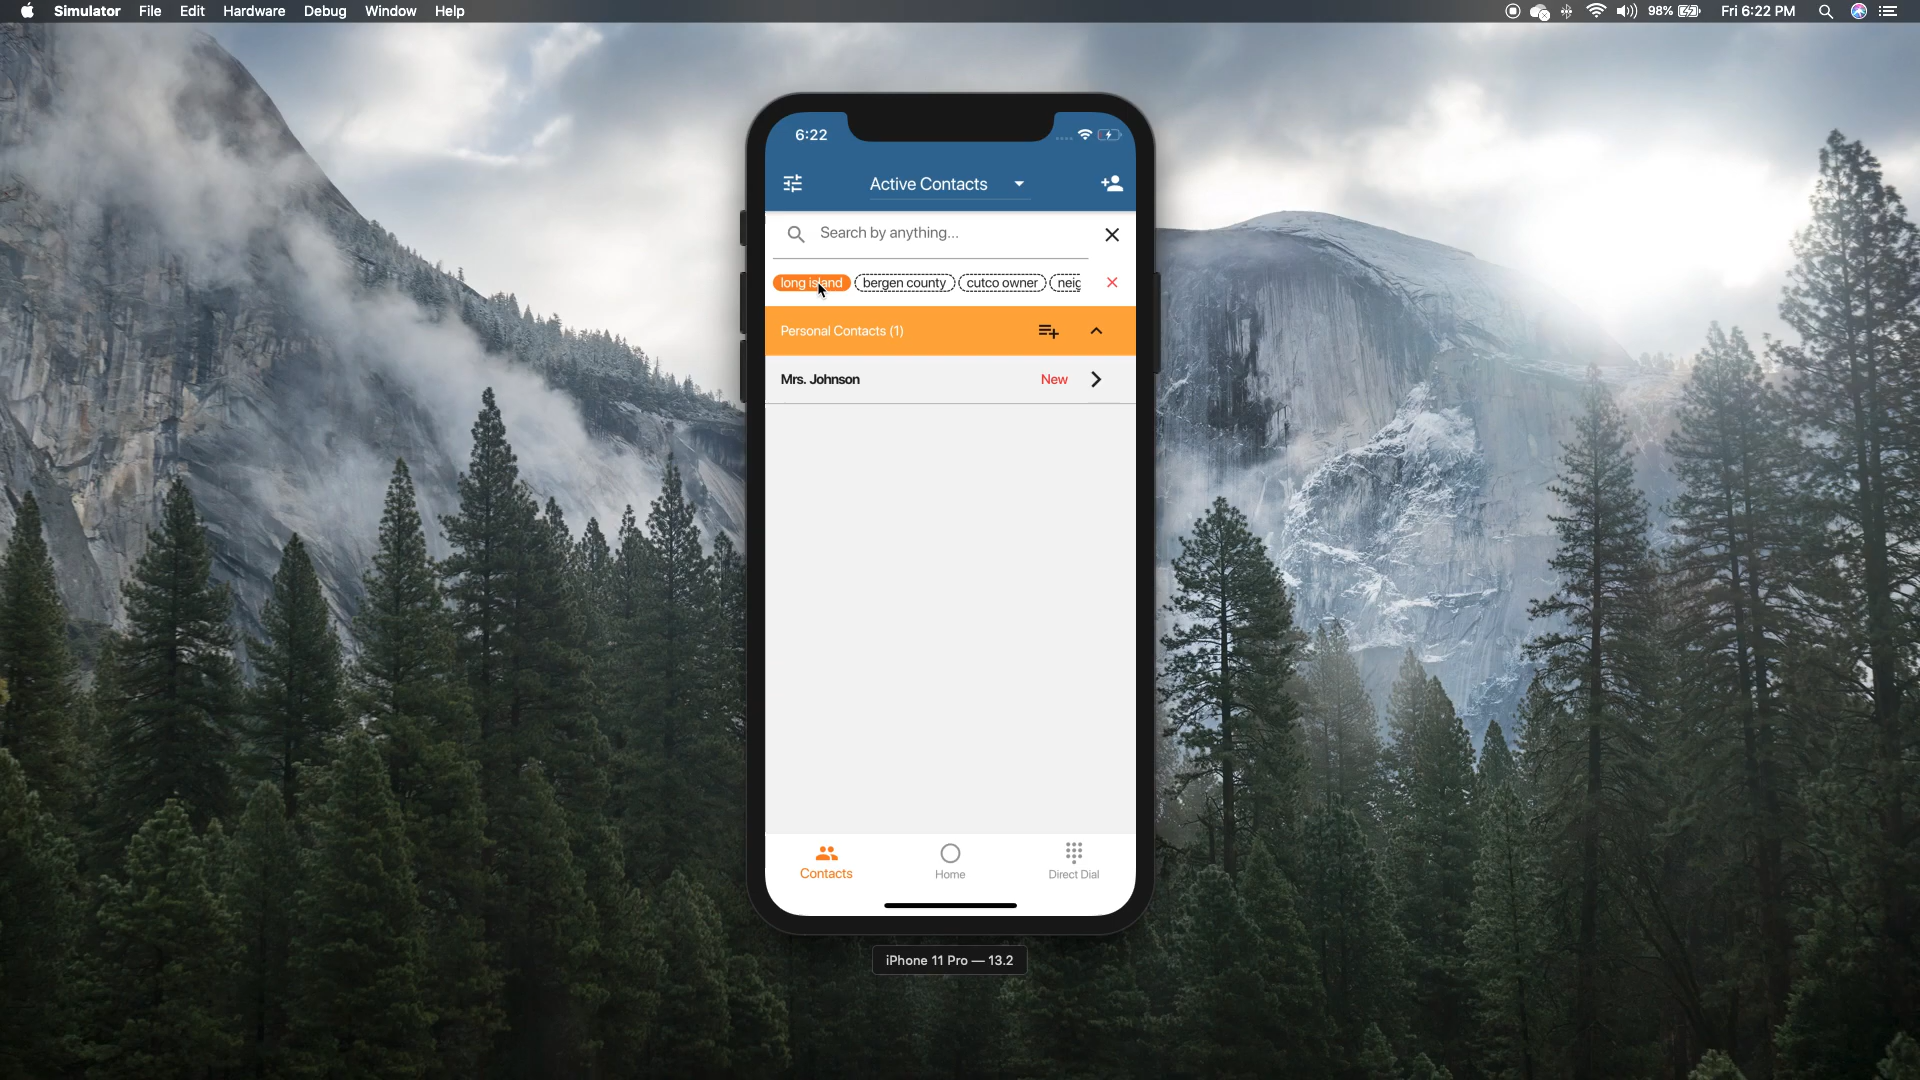 Simulator File Edit Hardware Debug Window Help 98% Fri 6:22 PM
6:22
Active Contacts
Search by anything...
long island bergen county cutco owner neig
Personal Contacts (1)
Mrs. Johnson New
Contacts Home Direct Dial
iPhone 11 Pro — 13.2